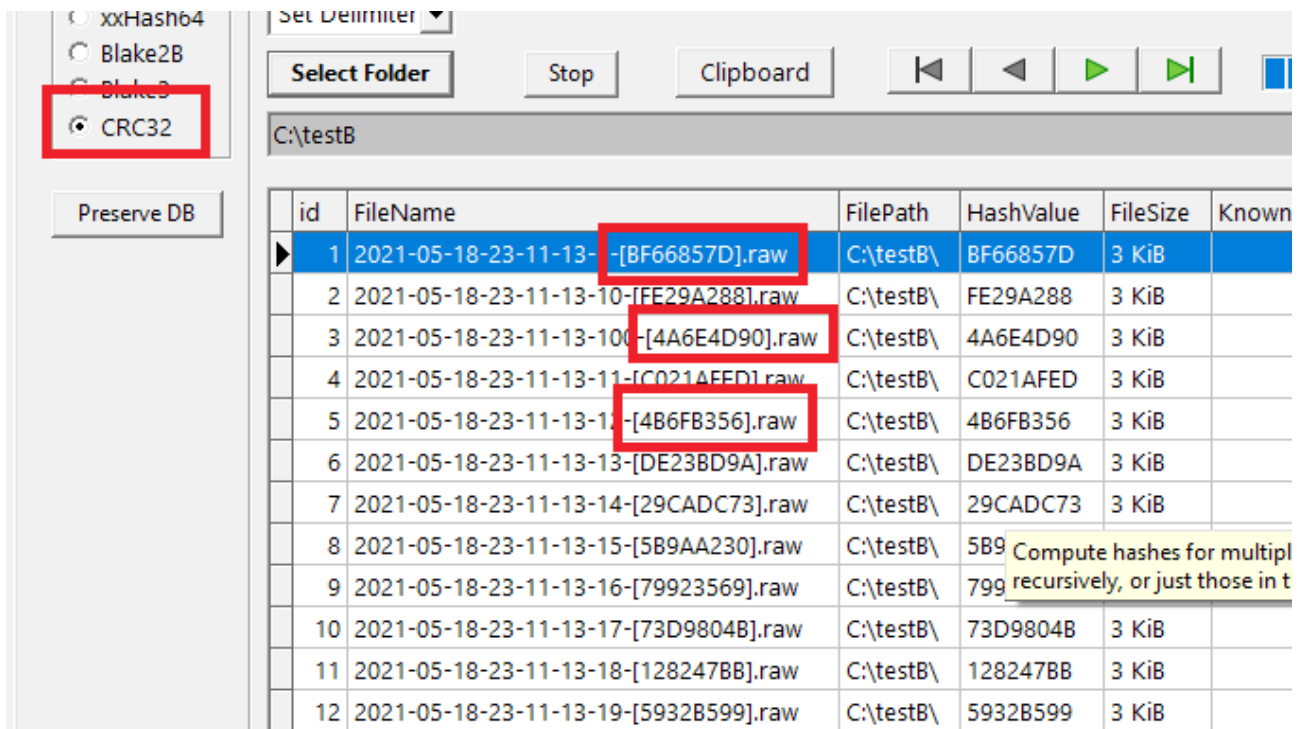 xxHash64
Set Delimiter
Blake2B
Select Folder Stop Clipboard
Blake3
CRC32
C:\testB
Preserve DB
id FileName FilePath HashValue FileSize Known
1 2021-05-18-23-11-13- -[BF66857D].raw C:\testB\ BF66857D 3 KiB
2 2021-05-18-23-11-13-10-[FE29A288].raw C:\testB\ FE29A288 3 KiB
3 2021-05-18-23-11-13-100-[4A6E4D90].raw C:\testB\ 4A6E4D90 3 KiB
4 2021-05-18-23-11-13-11-[C021AFED].raw C:\testB\ C021AFED 3 KiB
5 2021-05-18-23-11-13-12-[4B6FB356].raw C:\testB\ 4B6FB356 3 KiB
6 2021-05-18-23-11-13-13-[DE23BD9A].raw C:\testB\ DE23BD9A 3 KiB
7 2021-05-18-23-11-13-14-[29CADC73].raw C:\testB\ 29CADC73 3 KiB
8 2021-05-18-23-11-13-15-[5B9AA230].raw C:\testB\ 5B9 Compute hashes for multipl
9 2021-05-18-23-11-13-16-[79923569].raw C:\testB\ 799 recursively, or just those in t
10 2021-05-18-23-11-13-17-[73D9804B].raw C:\testB\ 73D9804B 3 KiB
11 2021-05-18-23-11-13-18-[128247BB].raw C:\testB\ 128247BB 3 KiB
12 2021-05-18-23-11-13-19-[5932B599].raw C:\testB\ 5932B599 3 KiB